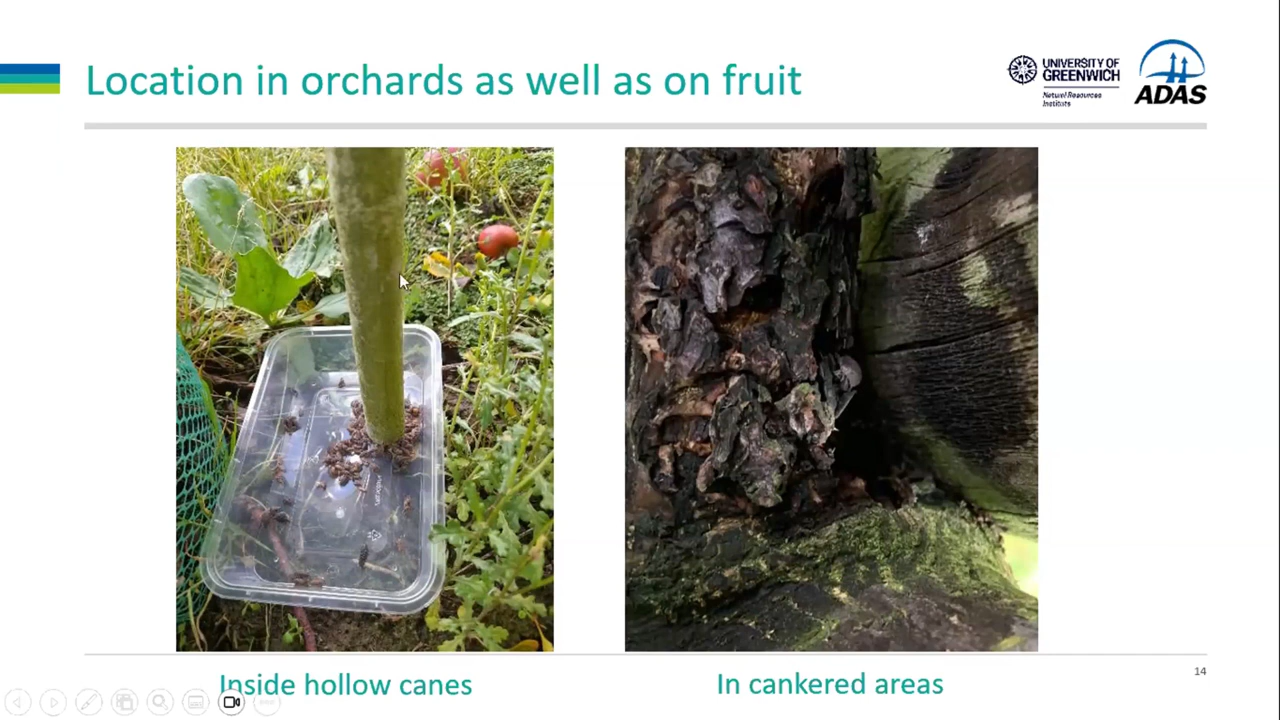 Location in orchards as well as on fruit
UNIVERSITY OF
GREENWICH
Natural Resources
Institute
ADAS
14
Inside hollow canes
In cankered areas